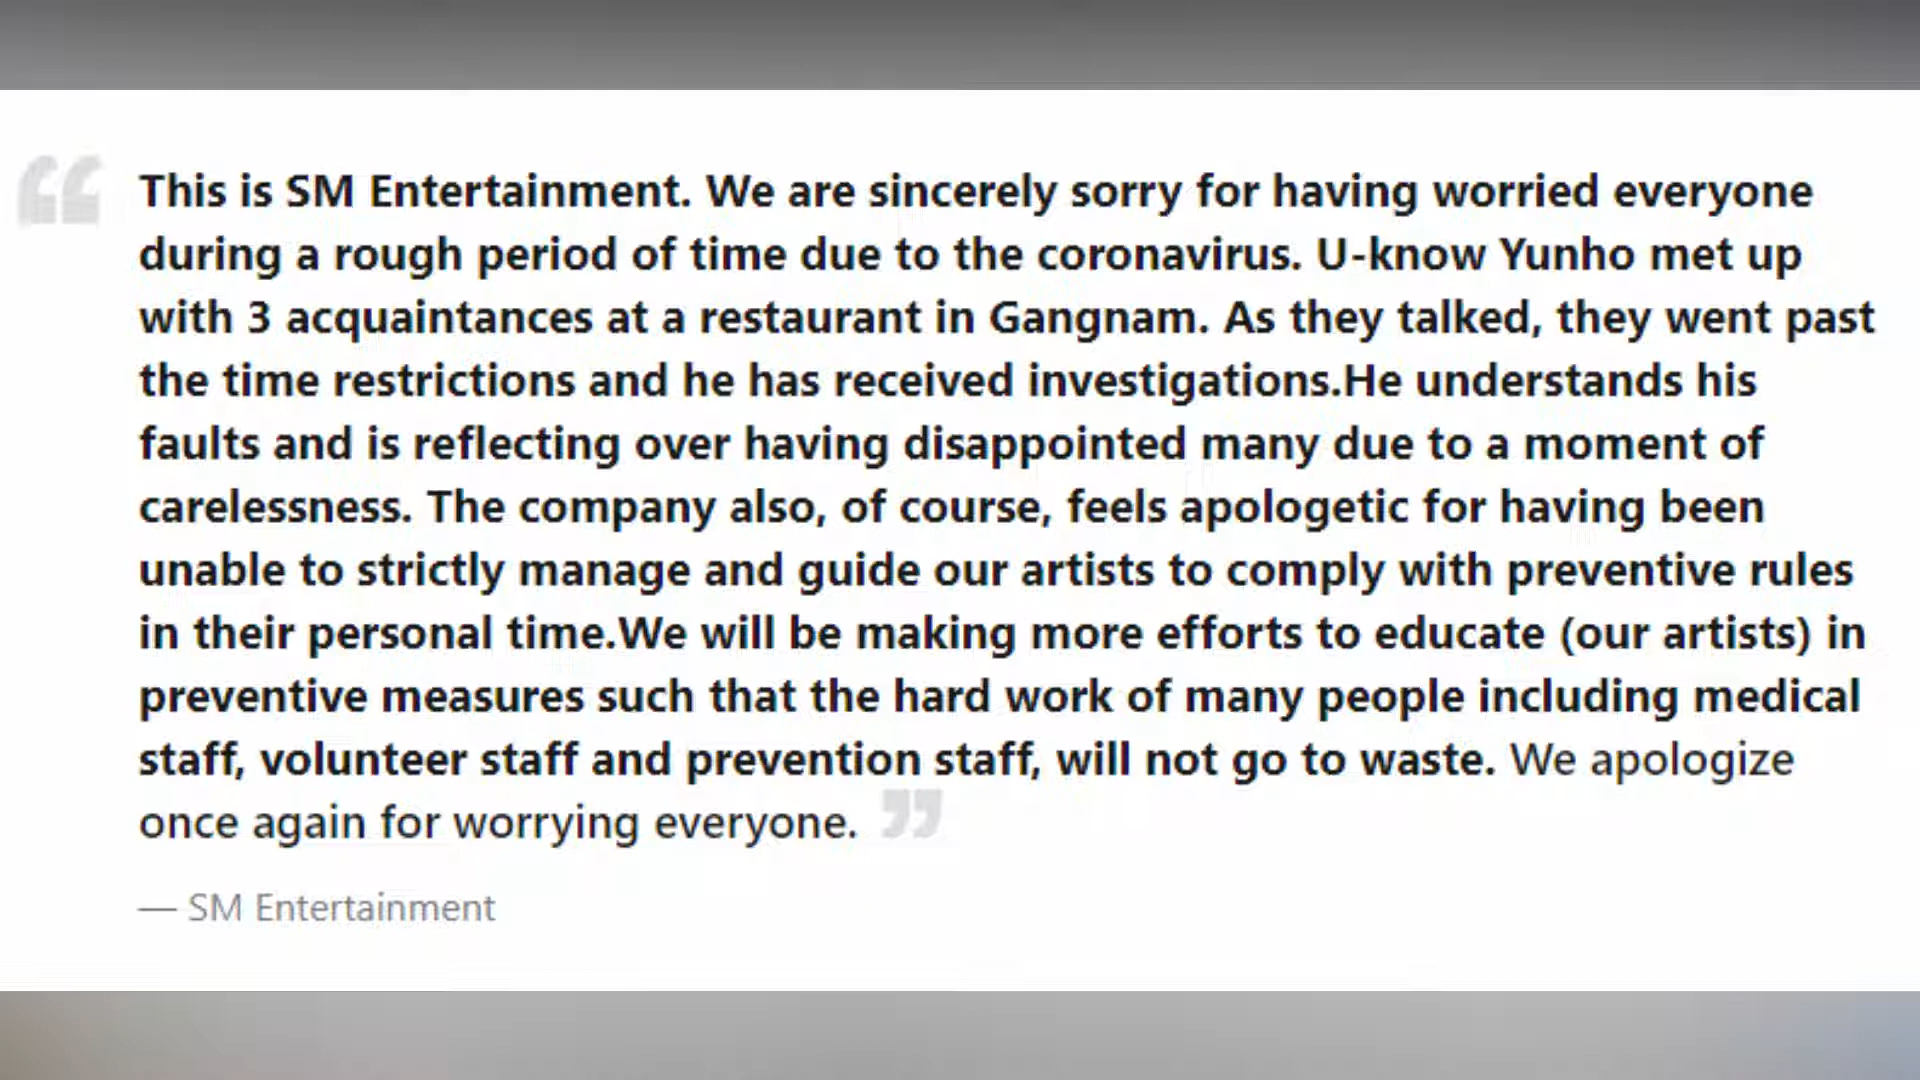 This is SM Entertainment. We are sincerely sorry for having worried everyone
during a rough period of time due to the coronavirus. U-know Yunho met up
with 3 acquaintances at a restaurant in Gangnam. As they talked, they went past
the time restrictions and he has received investigations.He understands his
faults and is reflecting over having disappointed many due to a moment of
carelessness. The company also, of course, feels apologetic for having been
unable to strictly manage and guide our artists to comply with preventive rules
in their personal time.We will be making more efforts to educate (our artists) in
preventive measures such that the hard work of many people including medical
staff, volunteer staff and prevention staff, will not go to waste. We apologize
once again for worrying everyone.
— SM Entertainment